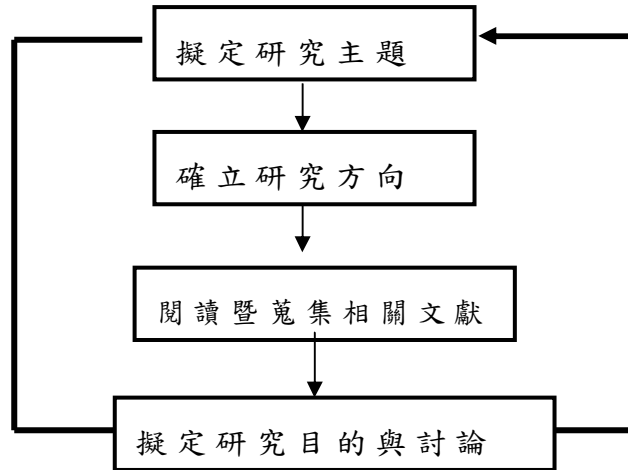 擬定研究主題
確立研究方向
閱讀暨蒐集相關文獻
擬定研究目的與討論